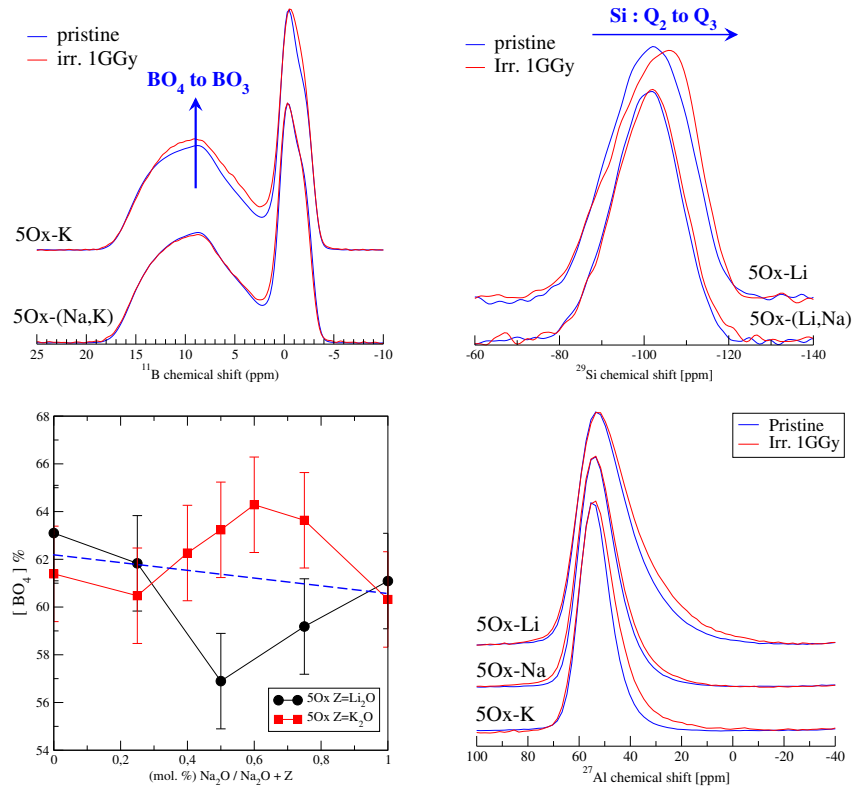 pristine
irr. 1GGy
BO4 to BO3
5Ox-K
5Ox-(Na,K)
25 20 15 10 5 0 -5 -10
11B chemical shift (ppm)
Si : Q2 to Q3
pristine
Irr. 1GGy
5Ox-Li
5Ox-(Li,Na)
-60 -80 -100 -120 -140
29Si chemical shift [ppm]
68
66
64
62
60
58
56
54
[ BO4 ] %
5Ox Z=Li2O
5Ox Z=K2O
0 0,2 0,4 0,6 0,8 1
(mol. %) Na2O / Na2O + Z
Pristine
Irr. 1GGy
5Ox-Li
5Ox-Na
5Ox-K
100 80 60 40 20 0 -20 -40
27Al chemical shift [ppm]